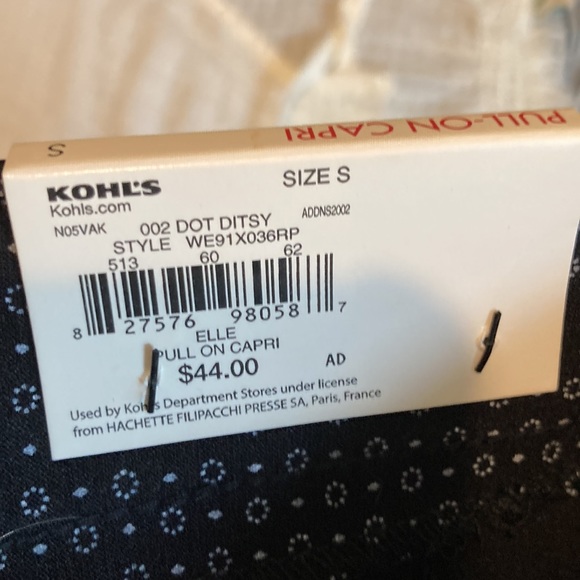 PULL-ON CAPRI
S
KOHL'S
SIZE S
Kohls.com
ADDNS2002
N05VAK 002 DOT DITSY
STYLE WE91X036RP
513 60 62
8 27576 98058 7
ELLE
PULL ON CAPRI
$44.00 AD
Used by Kohl's Department Stores under license
from HACHETTE FILIPACCHI PRESSE SA, Paris, France